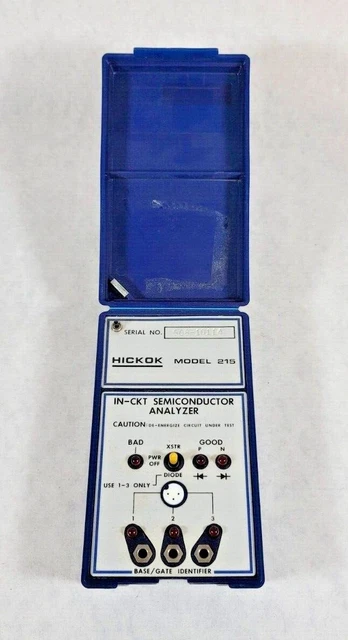 SERIAL NO.
HICKOK MODEL 215
IN-CKT SEMICONDUCTOR
ANALYZER
CAUTION: DE-ENERGIZE CIRCUIT UNDER TEST
BAD XSTR GOOD
P N
PWR
OFF
DIODE
USE 1-3 ONLY
1 2 3
BASE/GATE IDENTIFIER